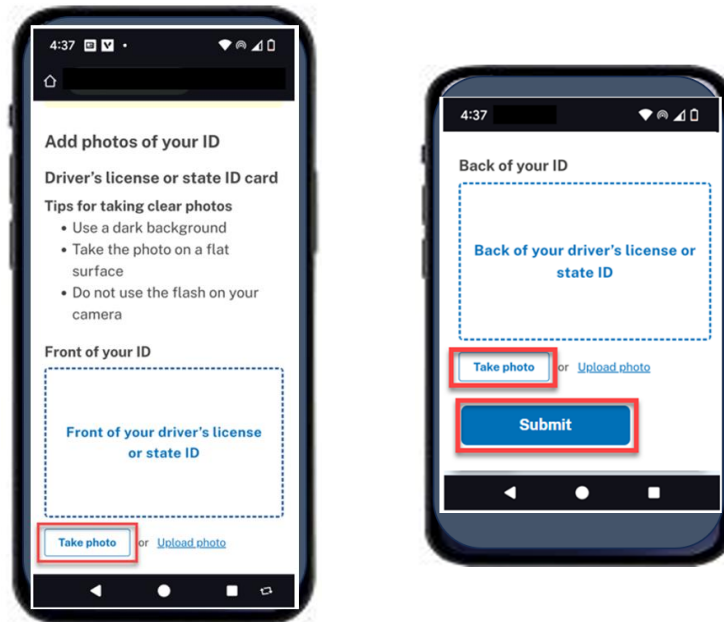 4:37
Add photos of your ID
Driver's license or state ID card
Tips for taking clear photos
• Use a dark background
• Take the photo on a flat
surface
• Do not use the flash on your
camera
Front of your ID
Front of your driver's license
or state ID
Take photo or Upload photo
4:37
Back of your ID
Back of your driver's license or
state ID
Take photo or Upload photo
Submit